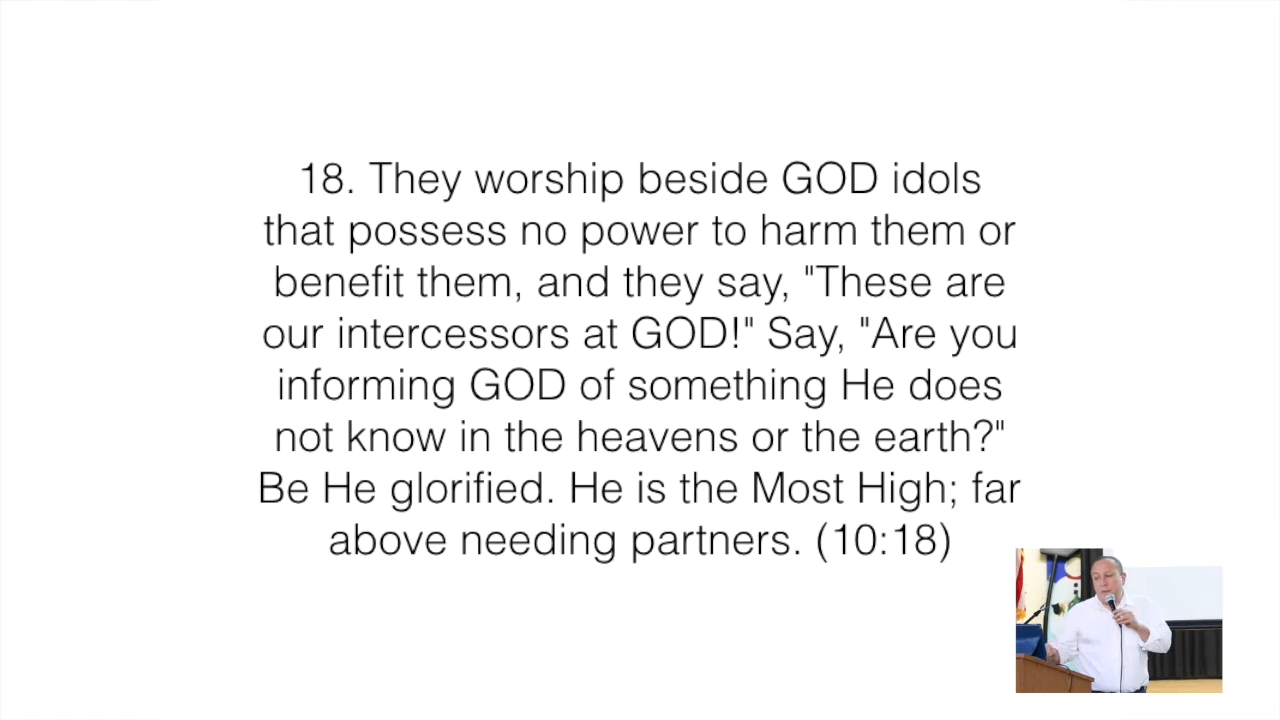 18. They worship beside GOD idols
that possess no power to harm them or
benefit them, and they say, "These are
our intercessors at GOD!" Say, "Are you
informing GOD of something He does
not know in the heavens or the earth?"
Be He glorified. He is the Most High; far
above needing partners. (10:18)